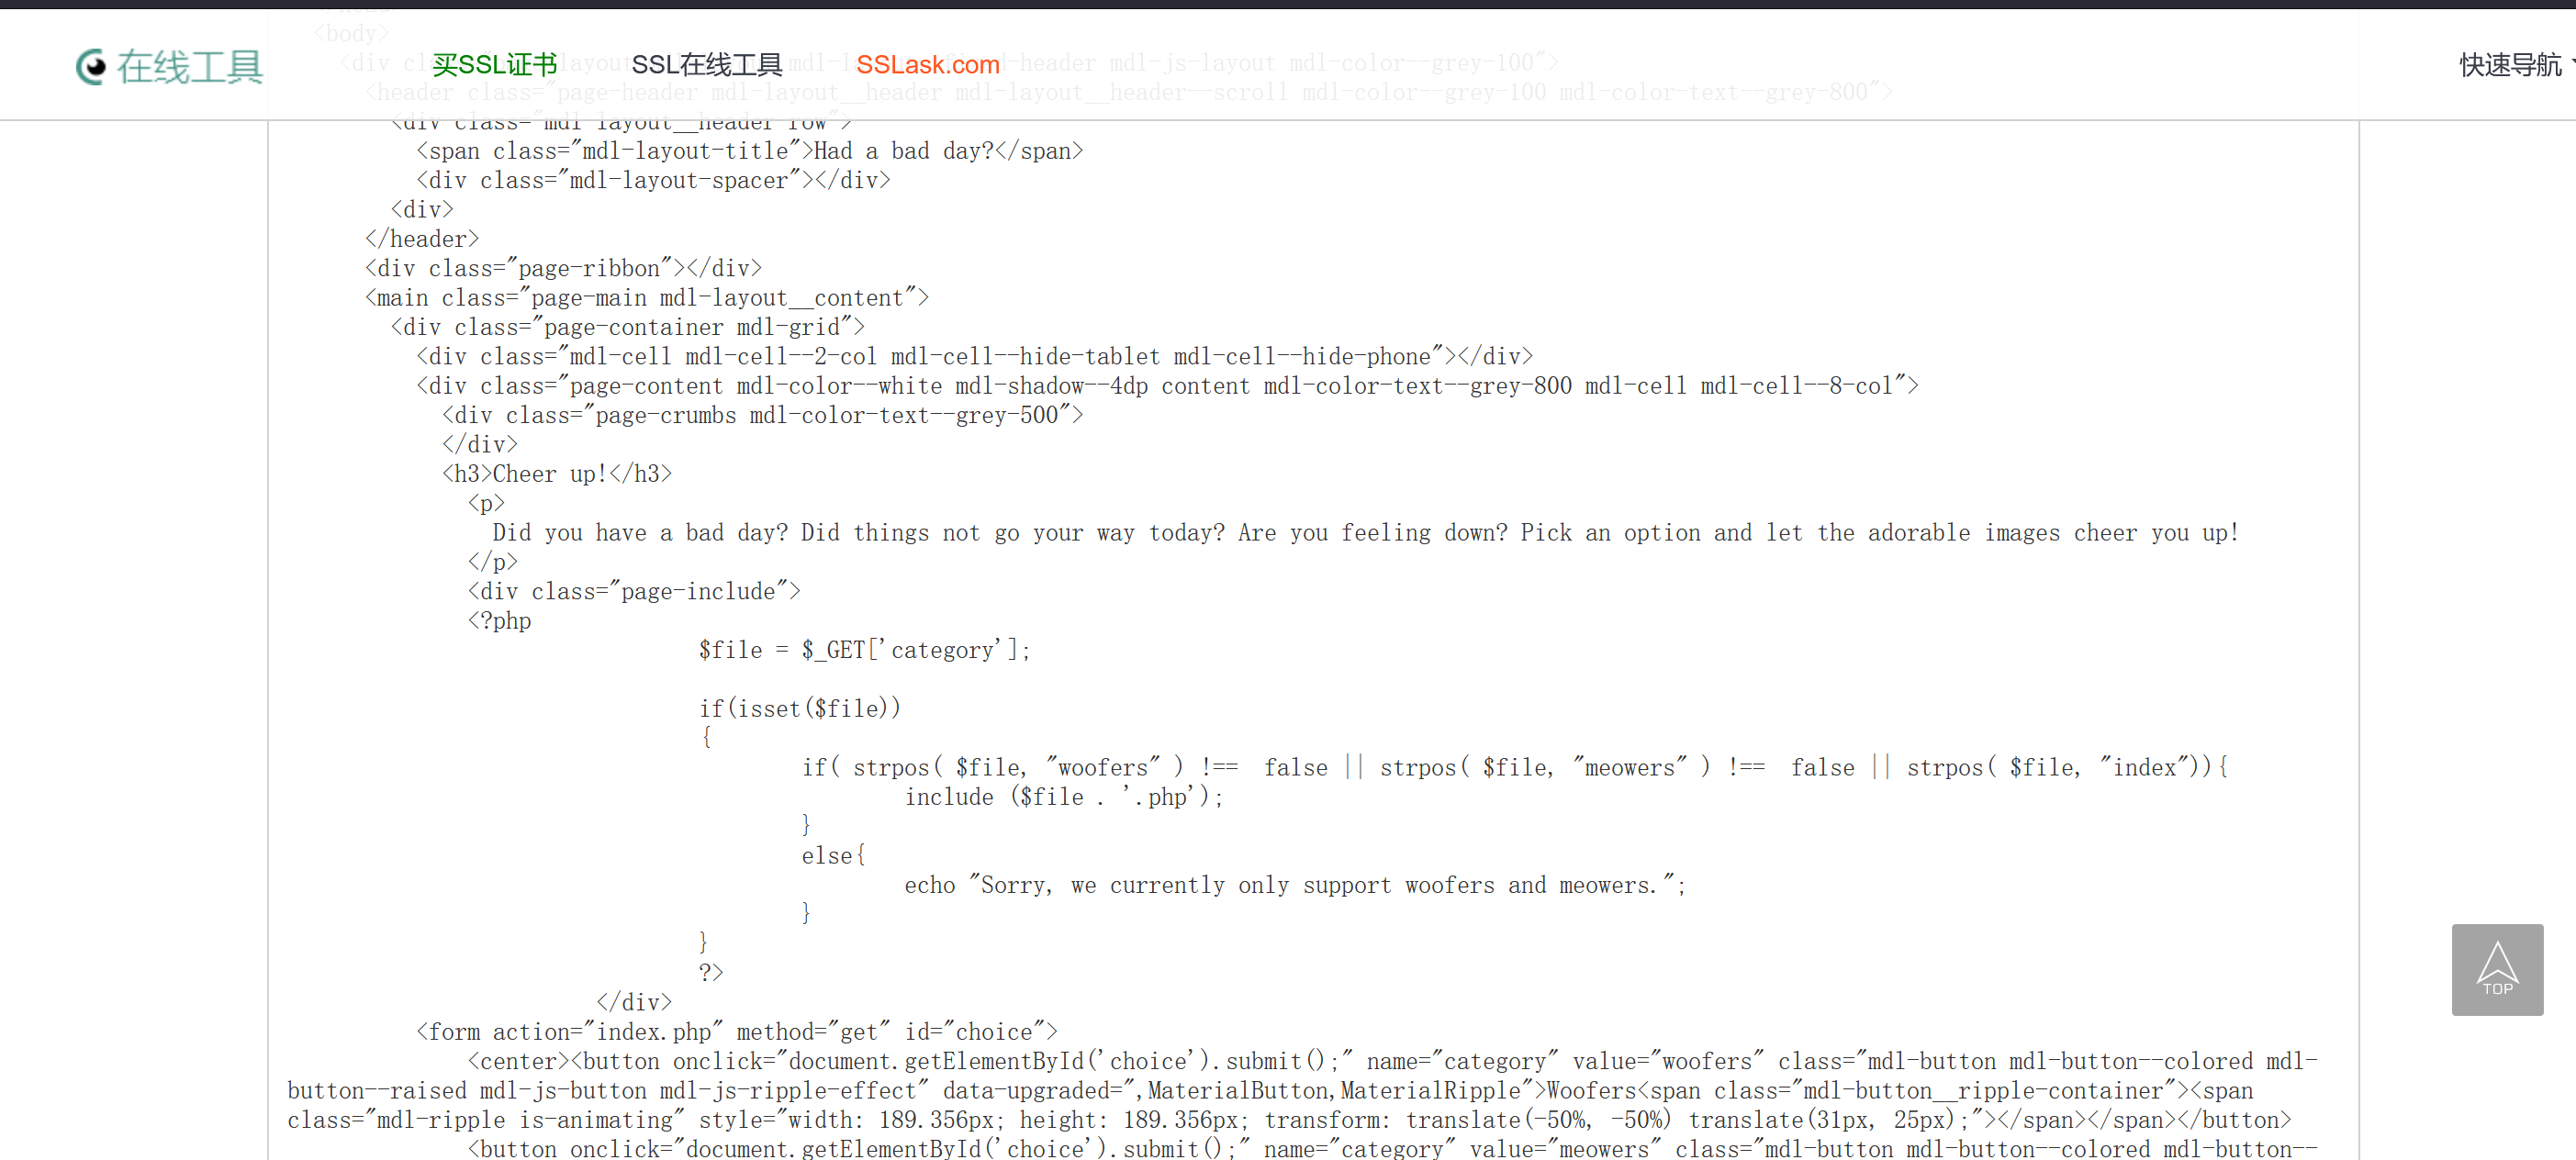 <body>
在线工具 买SSL证书 SSL在线工具 SSLask.com 快速导航
<header class="page-header mdl-layout__header mdl-layout__header--scroll mdl-color--grey-100 mdl-color-text--grey-800">
<div class="mdl-layout__header-row">
<span class="mdl-layout-title">Had a bad day?</span>
<div class="mdl-layout-spacer"></div>
<div>
</header>
<div class="page-ribbon"></div>
<main class="page-main mdl-layout__content">
<div class="page-container mdl-grid">
<div class="mdl-cell mdl-cell--2-col mdl-cell--hide-tablet mdl-cell--hide-phone"></div>
<div class="page-content mdl-color--white mdl-shadow--4dp content mdl-color-text--grey-800 mdl-cell mdl-cell--8-col">
<div class="page-crumbs mdl-color-text--grey-500">
</div>
<h3>Cheer up!</h3>
<p>
Did you have a bad day? Did things not go your way today? Are you feeling down? Pick an option and let the adorable images cheer you up!
</p>
<div class="page-include">
<?php
$file = $_GET['category'];
if(isset($file))
{
if( strpos( $file, "woofers" ) !==  false || strpos( $file, "meowers" ) !==  false || strpos( $file, "index")){
include ($file . '.php');
}
else{
echo "Sorry, we currently only support woofers and meowers.";
}
}
?>
</div>
<form action="index.php" method="get" id="choice">
<center><button onclick="document.getElementById('choice').submit();" name="category" value="woofers" class="mdl-button mdl-button--colored mdl-
button--raised mdl-js-button mdl-js-ripple-effect" data-upgraded=",MaterialButton,MaterialRipple">Woofers<span class="mdl-button__ripple-container"><span
class="mdl-ripple is-animating" style="width: 189.356px; height: 189.356px; transform: translate(-50%, -50%) translate(31px, 25px);"></span></span></button>
<button onclick="document.getElementById('choice').submit();" name="category" value="meowers" class="mdl-button mdl-button--colored mdl-button--
TOP